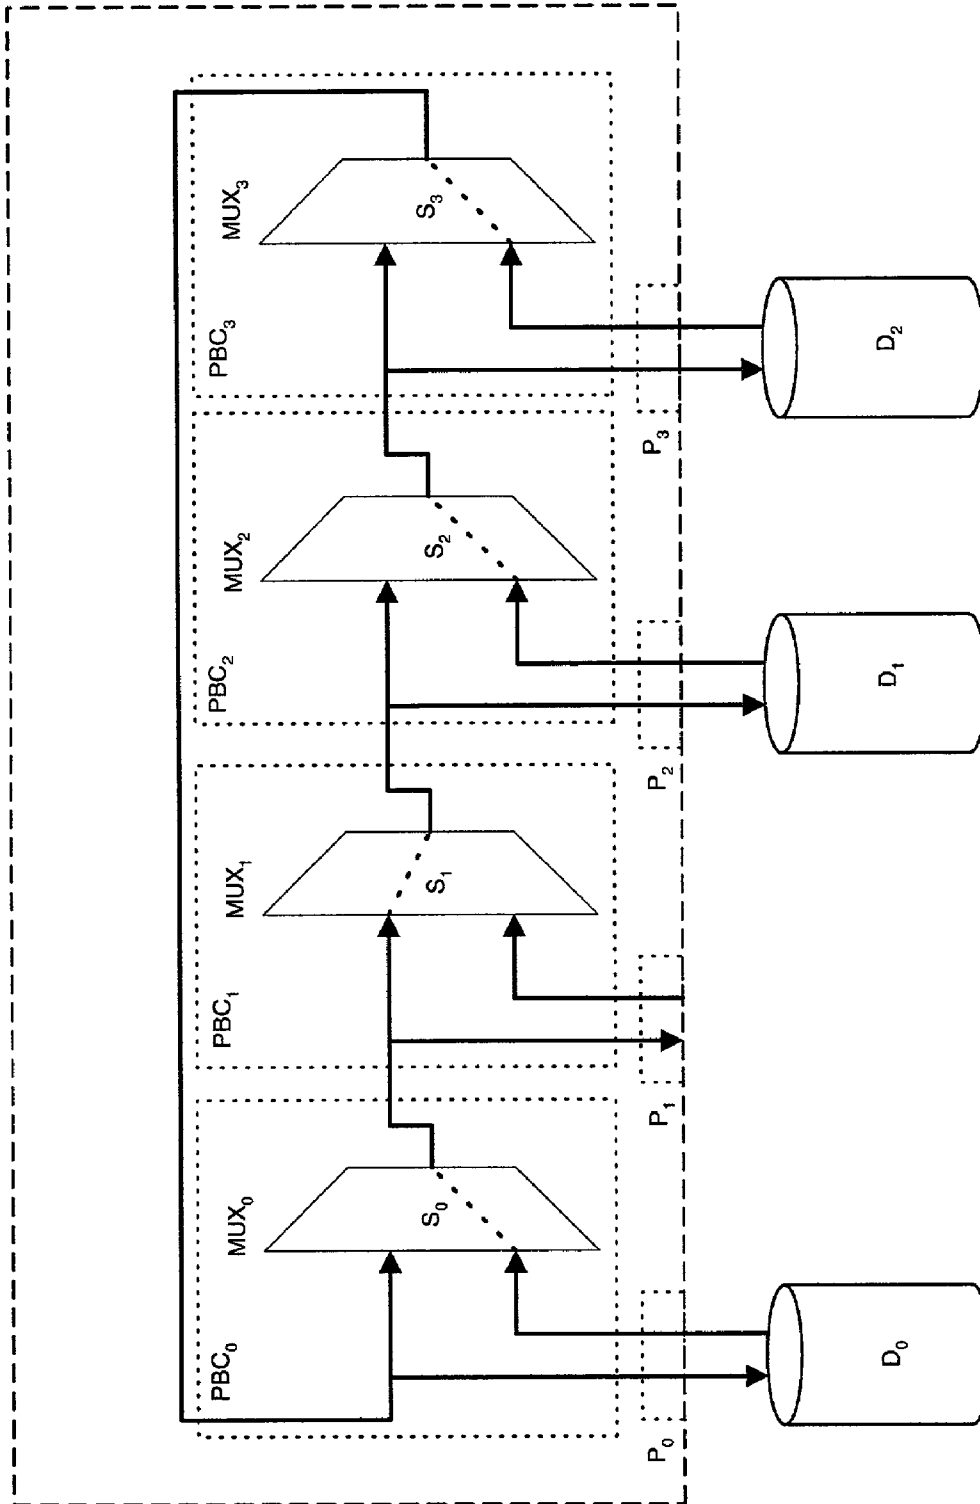 MUX₃
S₃
PBC₃
P₃
D₂
MUX₂
S₂
PBC₂
P₂
D₁
MUX₁
S₁
PBC₁
P₁
MUX₀
S₀
PBC₀
P₀
D₀